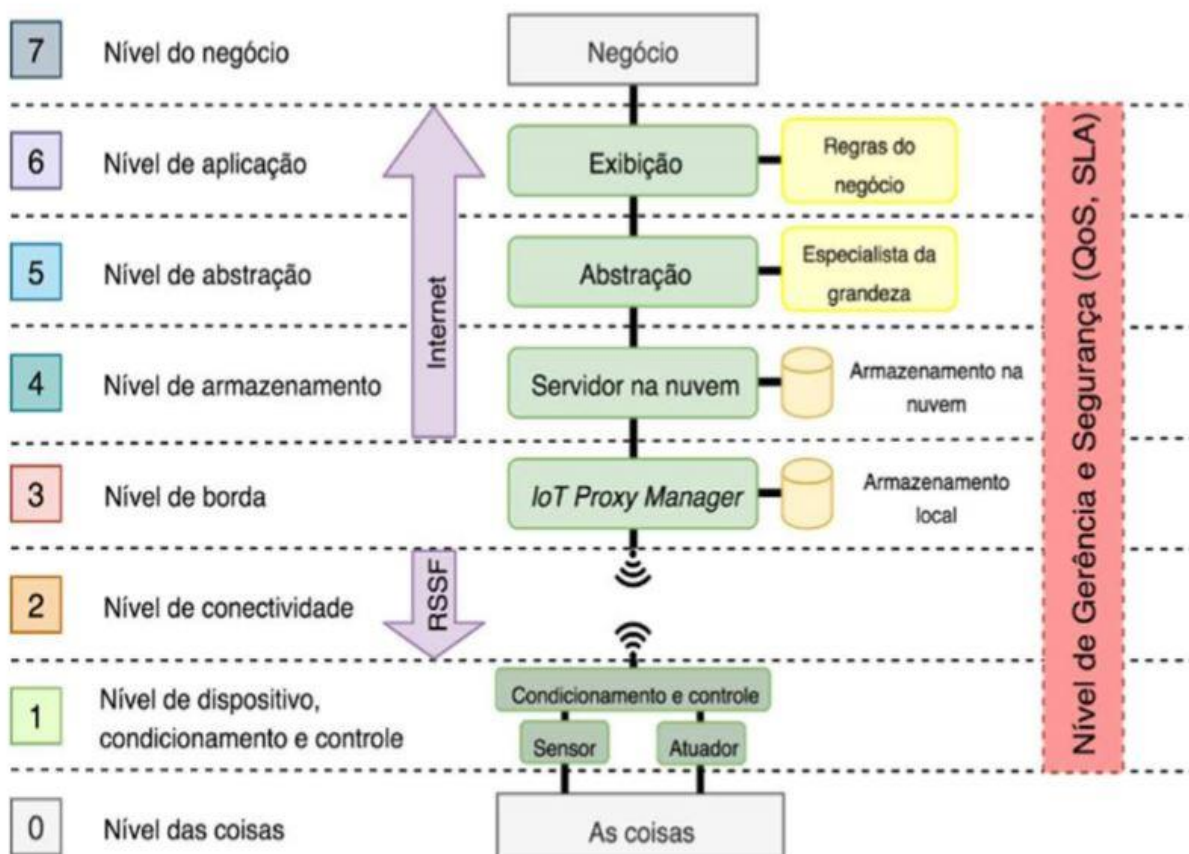 7
Nível do negócio
Negócio
6
Nível de aplicação
Exibição
Regras do
negócio
5
Nível de abstração
Abstração
Especialista da
grandeza
Internet
4
Nível de armazenamento
Servidor na nuvem
Armazenamento na
nuvem
3
Nível de borda
IoT Proxy Manager
Armazenamento
local
2
Nível de conectividade
RSSF
1
Nível de dispositivo,
condicionamento e controle
Condicionamento e controle
Sensor
Atuador
0
Nível das coisas
As coisas
Nível de Gerência e Segurança (QoS, SLA)